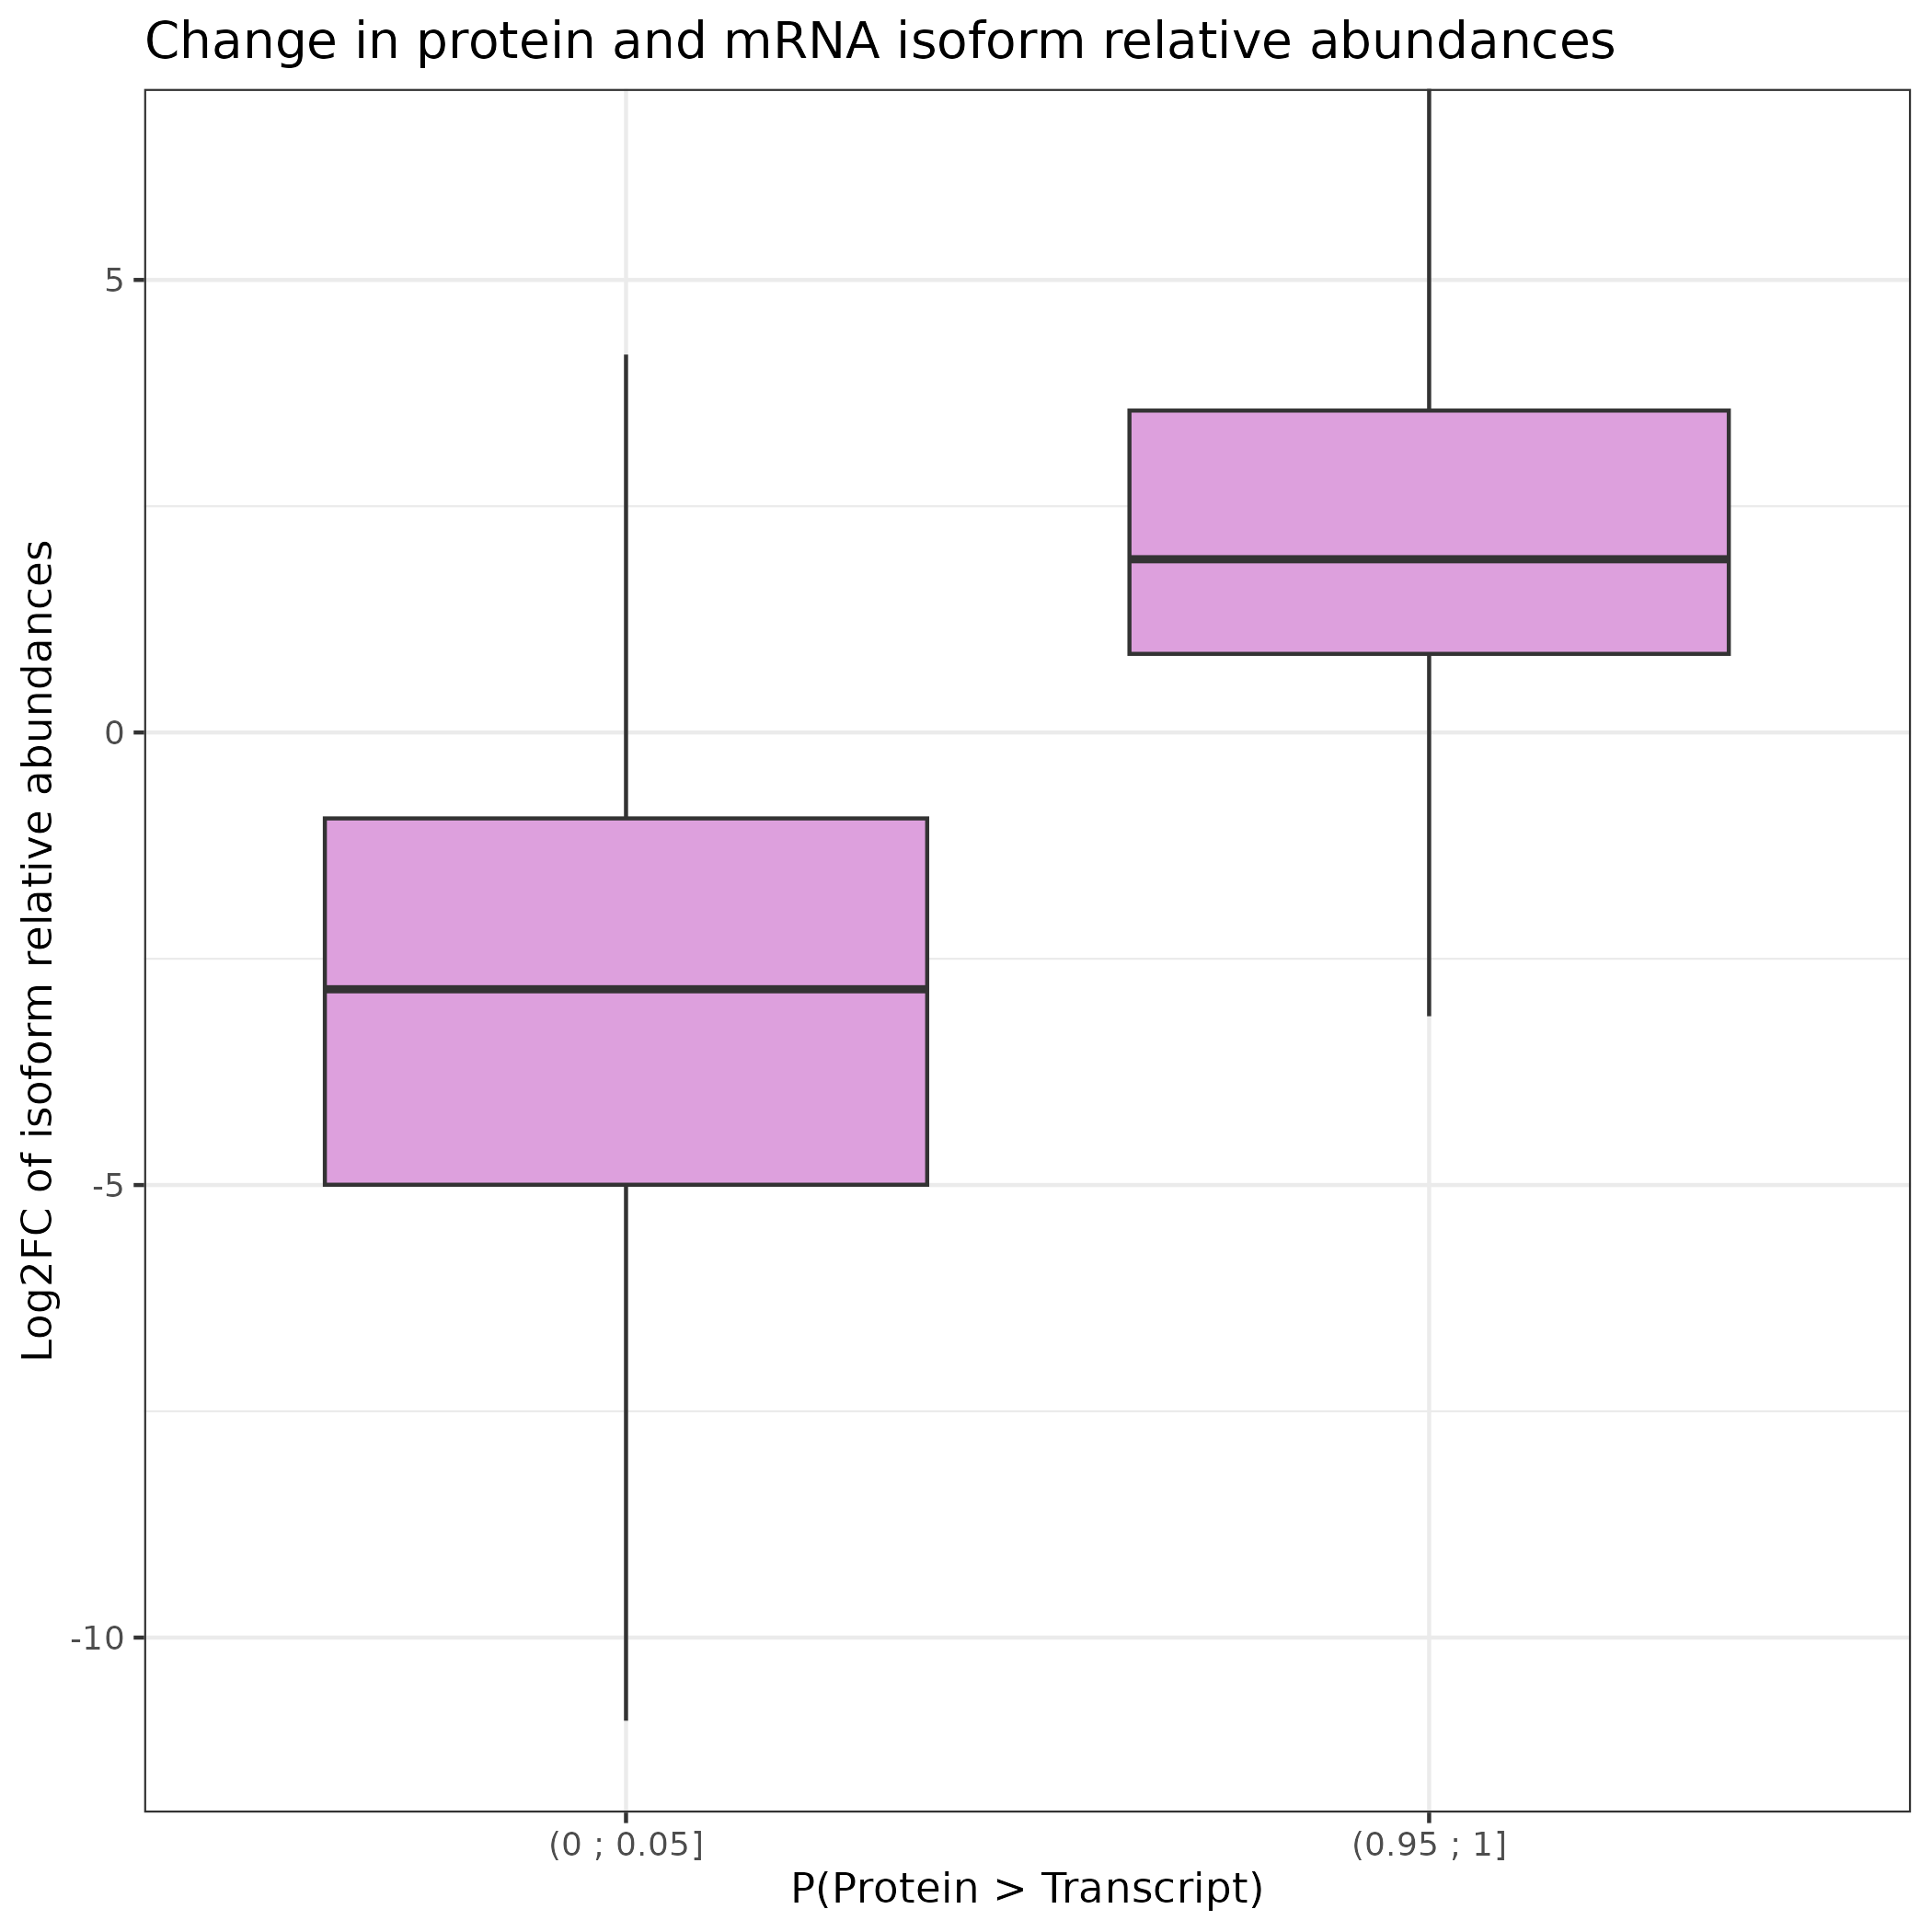 Change in protein and mRNA isoform relative abundances
Log2FC of isoform relative abundances
5
0
-5
-10
(0 ; 0.05]
(0.95 ; 1]
P(Protein > Transcript)